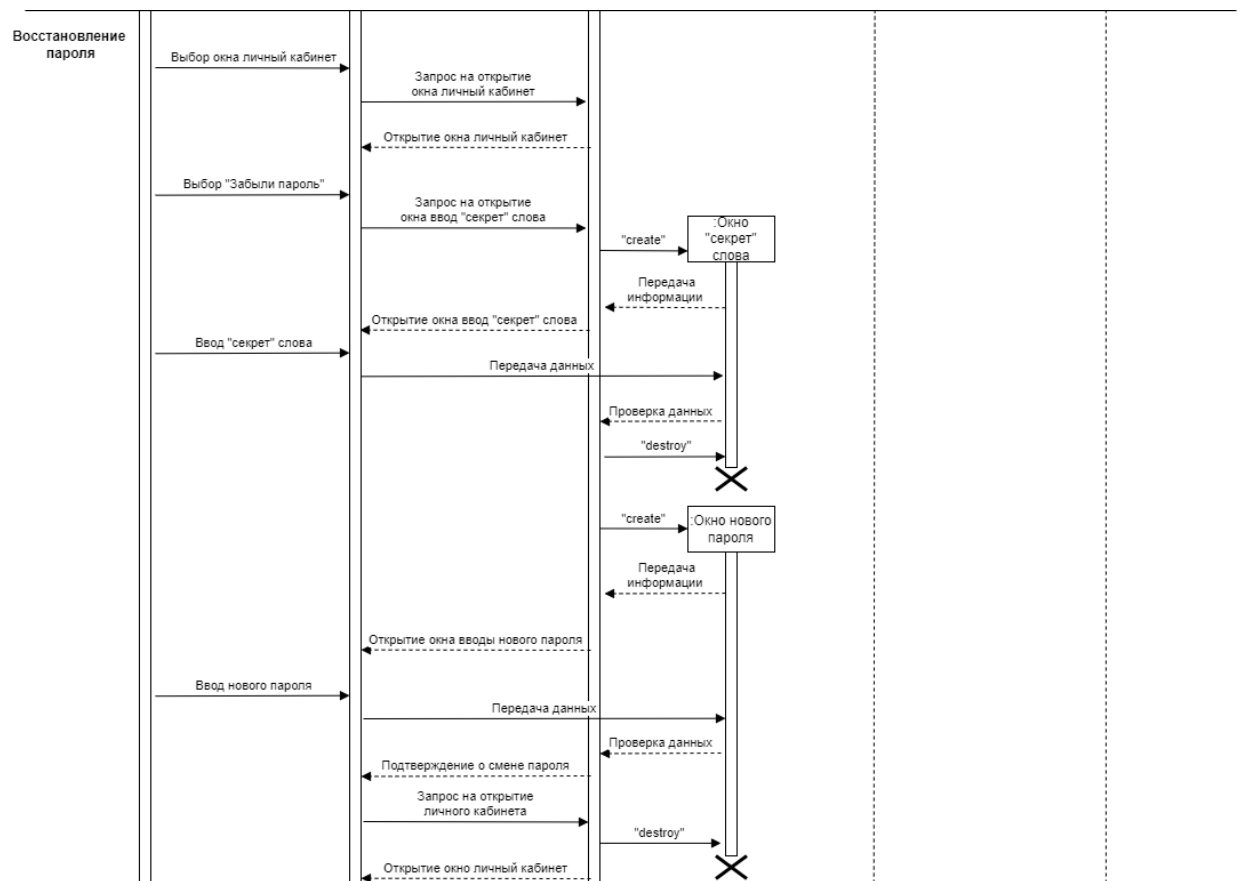 Восстановление
пароля
Выбор окна личный кабинет
Запрос на открытие
окна личный кабинет
Открытие окна личный кабинет
Выбор "Забыли пароль"
Запрос на открытие
окна ввод "секрет" слова
"create"
:Окно
"секрет"
слова
Передача
информации
Открытие окна ввод "секрет" слова
Ввод "секрет" слова
Передача данных
Проверка данных
"destroy"
"create"
:Окно нового
пароля
Передача
информации
Открытие окна вводы нового пароля
Ввод нового пароля
Передача данных
Проверка данных
Подтверждение о смене пароля
Запрос на открытие
личного кабинета
"destroy"
Открытие окно личный кабинет